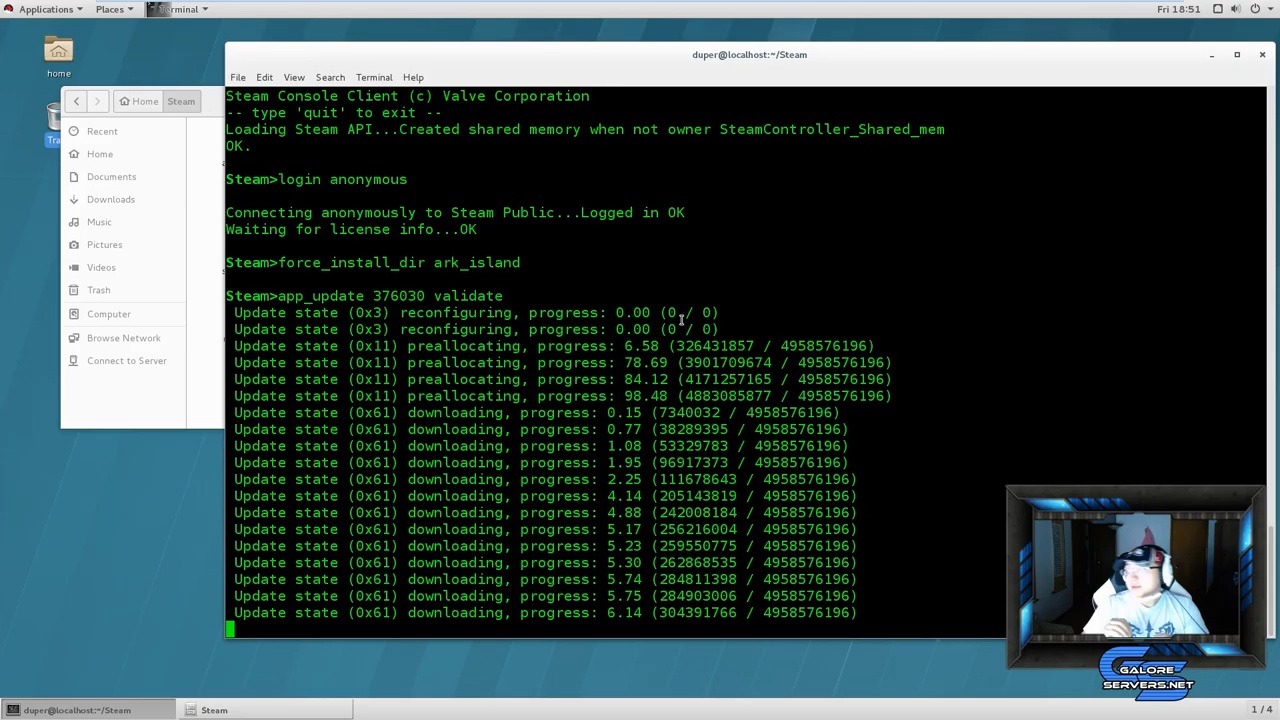 Applications
Places
Terminal
Fri 18:51
home
duper@localhost:~/Steam
Home
Steam
Recent
Home
Documents
Downloads
Music
Pictures
Videos
Trash
Computer
Browse Network
Connect to Server
File Edit View Search Terminal Help
Steam Console Client (c) Valve Corporation
-- type 'quit' to exit --
Loading Steam API...Created shared memory when not owner SteamController_Shared_mem
OK.
Steam>login anonymous
Connecting anonymously to Steam Public...Logged in OK
Waiting for license info...OK
Steam>force_install_dir ark_island
Steam>app_update 376030 validate
Update state (0x3) reconfiguring, progress: 0.00 (0 / 0)
Update state (0x3) reconfiguring, progress: 0.00 (0 / 0)
Update state (0x11) preallocating, progress: 6.58 (326431857 / 4958576196)
Update state (0x11) preallocating, progress: 78.69 (3901709674 / 4958576196)
Update state (0x11) preallocating, progress: 84.12 (4171257165 / 4958576196)
Update state (0x11) preallocating, progress: 98.48 (4883085877 / 4958576196)
Update state (0x61) downloading, progress: 0.15 (7340032 / 4958576196)
Update state (0x61) downloading, progress: 0.77 (38289395 / 4958576196)
Update state (0x61) downloading, progress: 1.08 (53329783 / 4958576196)
Update state (0x61) downloading, progress: 1.95 (96917373 / 4958576196)
Update state (0x61) downloading, progress: 2.25 (111678643 / 4958576196)
Update state (0x61) downloading, progress: 4.14 (205143819 / 4958576196)
Update state (0x61) downloading, progress: 4.88 (242008184 / 4958576196)
Update state (0x61) downloading, progress: 5.17 (256216004 / 4958576196)
Update state (0x61) downloading, progress: 5.23 (259550775 / 4958576196)
Update state (0x61) downloading, progress: 5.30 (262868535 / 4958576196)
Update state (0x61) downloading, progress: 5.74 (284811398 / 4958576196)
Update state (0x61) downloading, progress: 5.75 (284903006 / 4958576196)
Update state (0x61) downloading, progress: 6.14 (304391766 / 4958576196)
GALORE
SERVERS.NET
duper@localhost:~/Steam
Steam
1 / 4